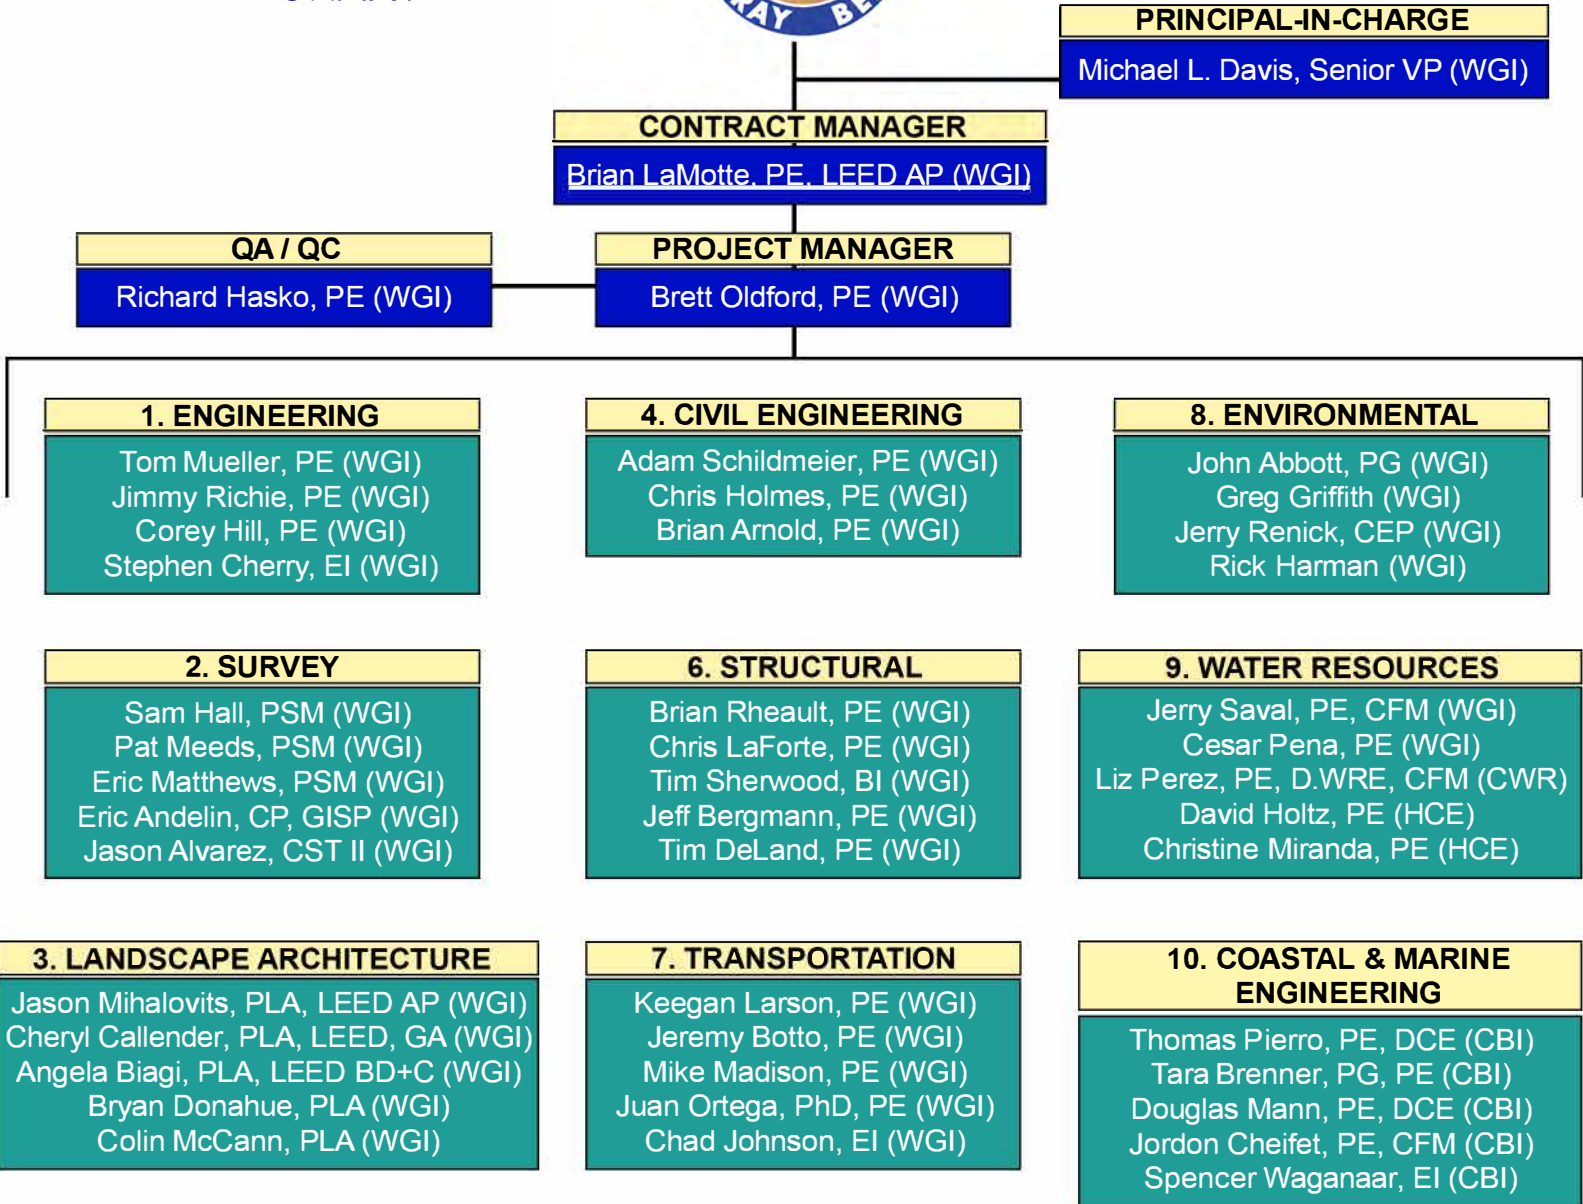 RAY BE
PRINCIPAL-IN-CHARGE
Michael L. Davis, Senior VP (WGI)
CONTRACT MANAGER
Brian LaMotte, PE, LEED AP (WGI)
QA / QC
Richard Hasko, PE (WGI)
PROJECT MANAGER
Brett Oldford, PE (WGI)
1. ENGINEERING
Tom Mueller, PE (WGI)
Jimmy Richie, PE (WGI)
Corey Hill, PE (WGI)
Stephen Cherry, EI (WGI)
4. CIVIL ENGINEERING
Adam Schildmeier, PE (WGI)
Chris Holmes, PE (WGI)
Brian Arnold, PE (WGI)
8. ENVIRONMENTAL
John Abbott, PG (WGI)
Greg Griffith (WGI)
Jerry Renick, CEP (WGI)
Rick Harman (WGI)
2. SURVEY
Sam Hall, PSM (WGI)
Pat Meeds, PSM (WGI)
Eric Matthews, PSM (WGI)
Eric Andelin, CP, GISP (WGI)
Jason Alvarez, CST II (WGI)
6. STRUCTURAL
Brian Rheault, PE (WGI)
Chris LaForte, PE (WGI)
Tim Sherwood, BI (WGI)
Jeff Bergmann, PE (WGI)
Tim DeLand, PE (WGI)
9. WATER RESOURCES
Jerry Saval, PE, CFM (WGI)
Cesar Pena, PE (WGI)
Liz Perez, PE, D.WRE, CFM (CWR)
David Holtz, PE (HCE)
Christine Miranda, PE (HCE)
3. LANDSCAPE ARCHITECTURE
Jason Mihalovits, PLA, LEED AP (WGI)
Cheryl Callender, PLA, LEED, GA (WGI)
Angela Biagi, PLA, LEED BD+C (WGI)
Bryan Donahue, PLA (WGI)
Colin McCann, PLA (WGI)
7. TRANSPORTATION
Keegan Larson, PE (WGI)
Jeremy Botto, PE (WGI)
Mike Madison, PE (WGI)
Juan Ortega, PhD, PE (WGI)
Chad Johnson, EI (WGI)
10. COASTAL & MARINE
ENGINEERING
Thomas Pierro, PE, DCE (CBI)
Tara Brenner, PG, PE (CBI)
Douglas Mann, PE, DCE (CBI)
Jordon Cheifet, PE, CFM (CBI)
Spencer Waganaar, EI (CBI)